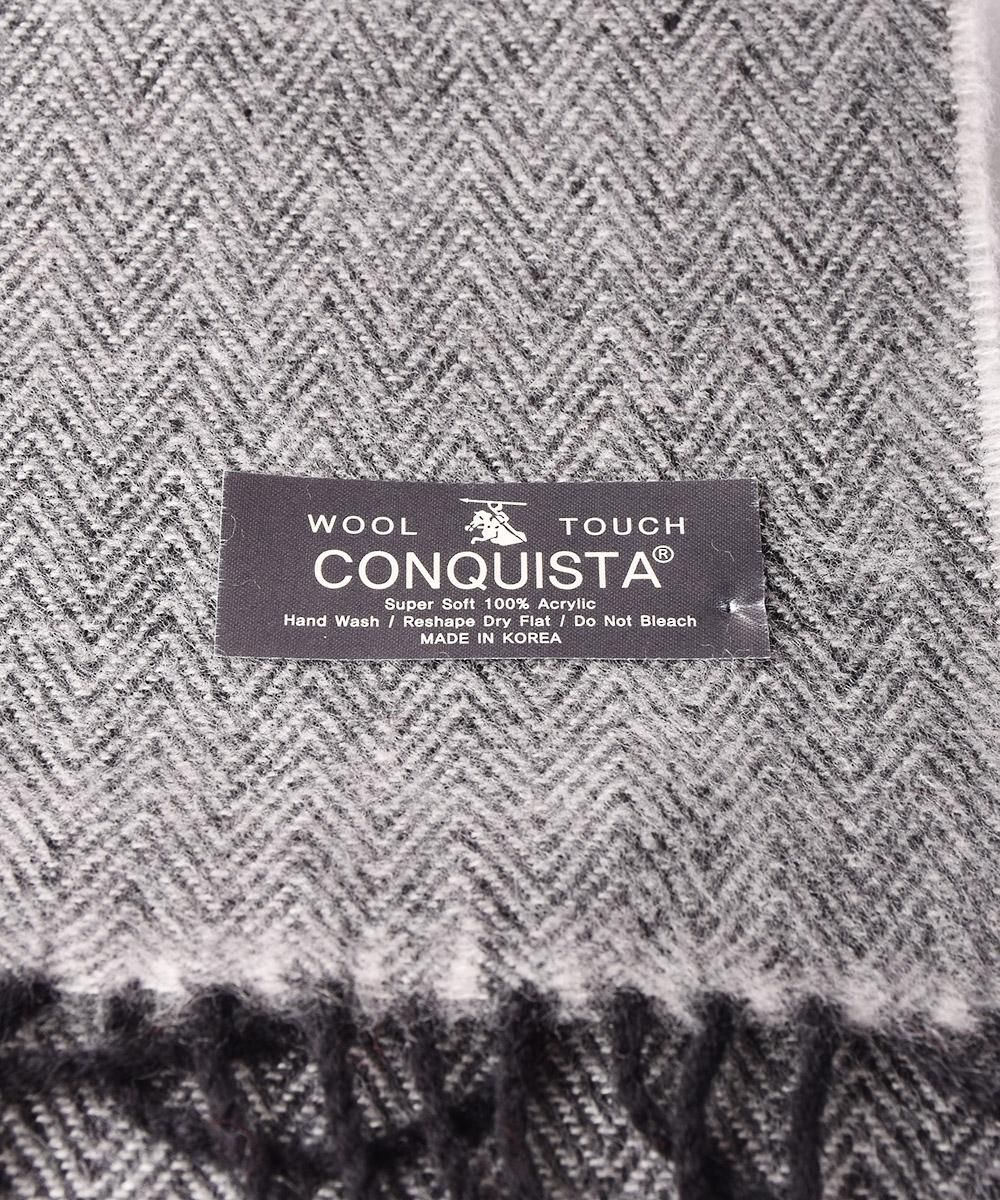 WOOL TOUCH
CONQUISTA®
Super Soft 100% Acrylic
Hand Wash / Reshape Dry Flat / Do Not Bleach
MADE IN KOREA